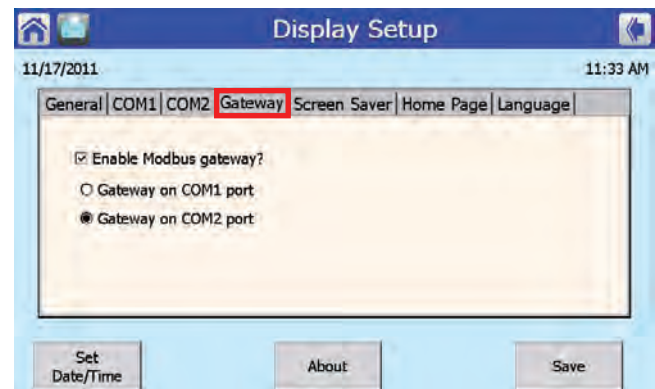 Display Setup
11/17/2011 11:33 AM
General COM1 COM2 Gateway Screen Saver Home Page Language
Enable Modbus gateway?
Gateway on COM1 port
Gateway on COM2 port
Set
Date/Time
About
Save